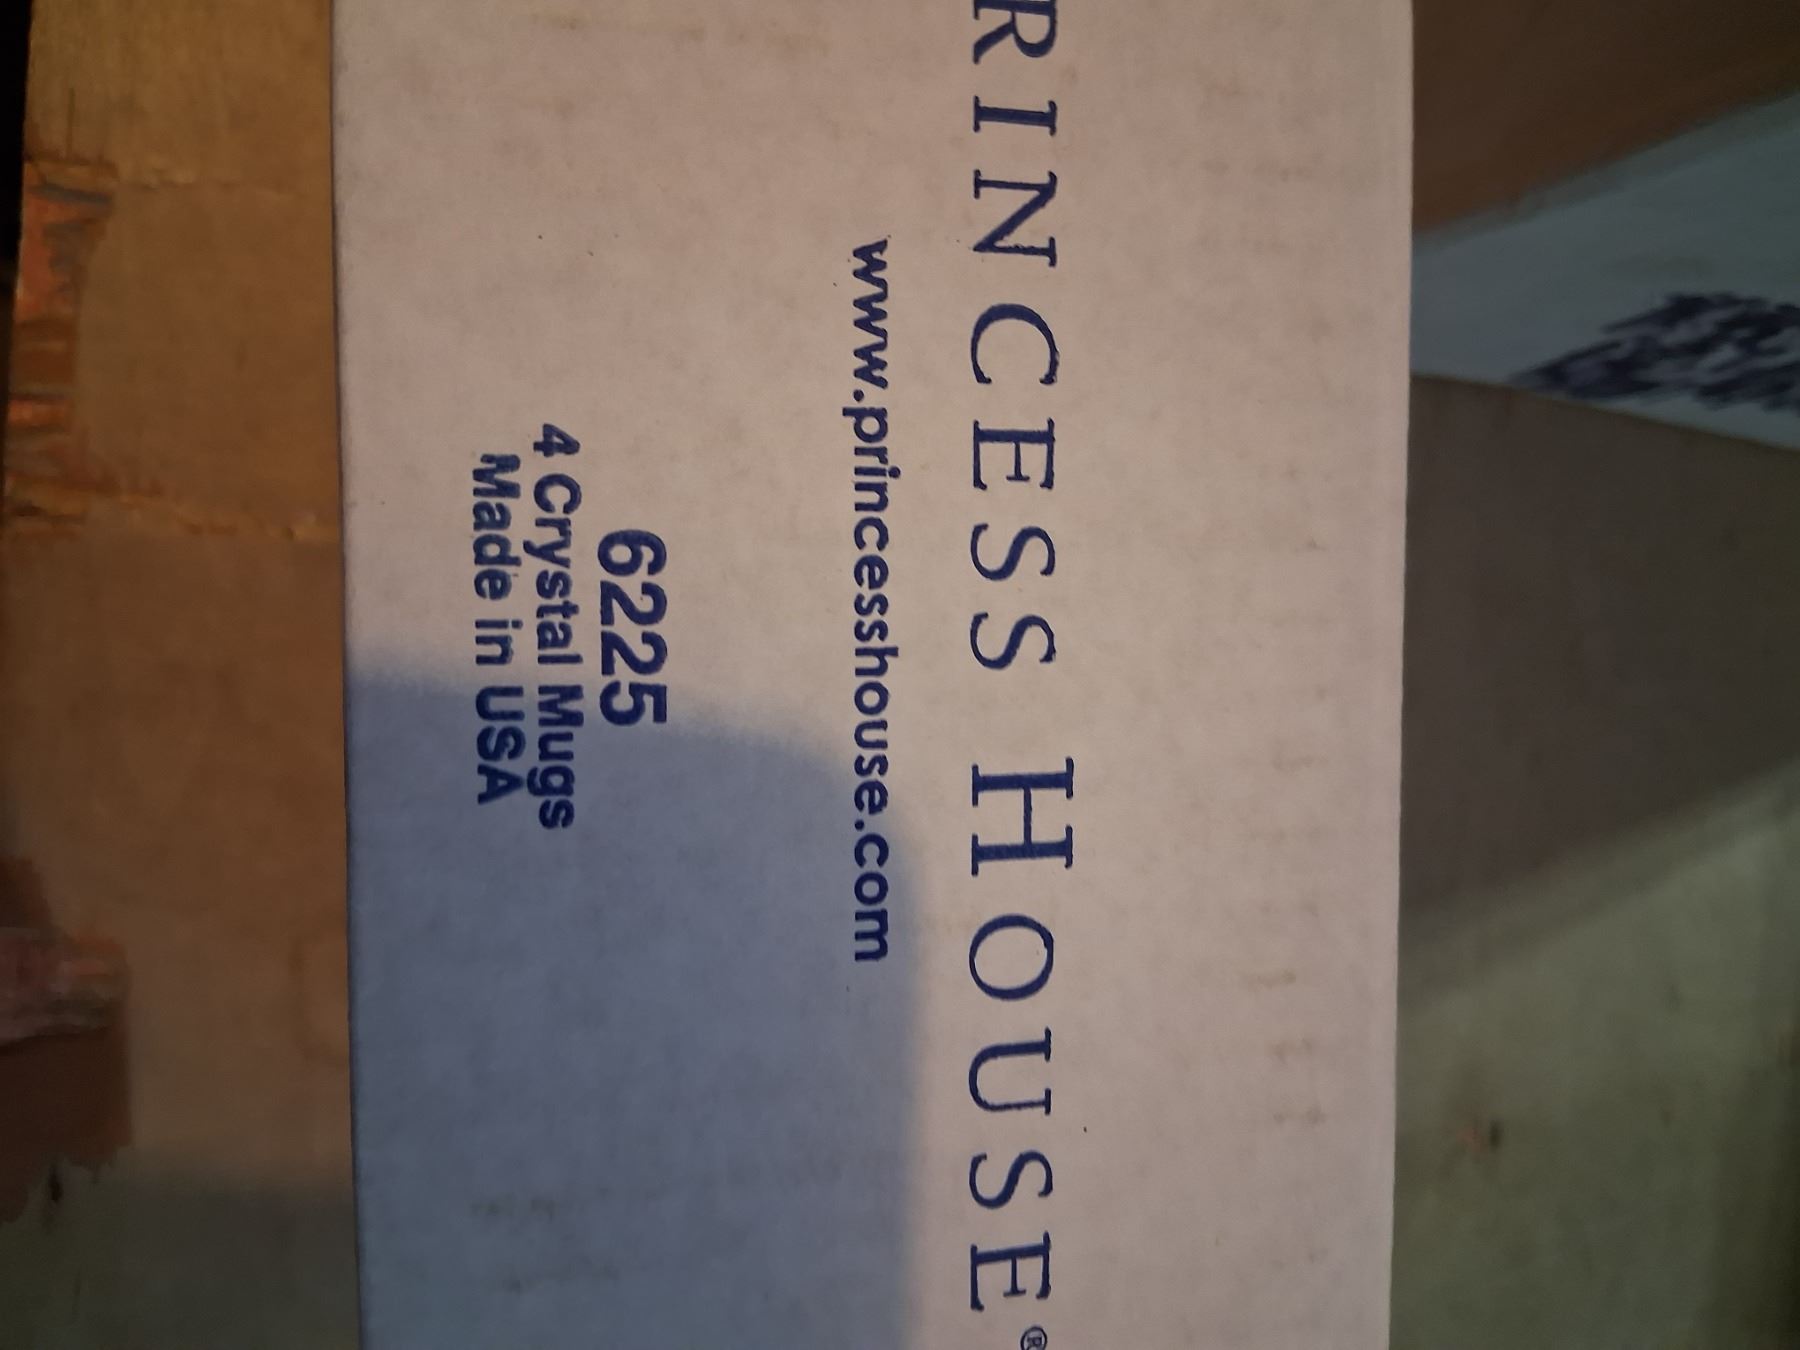 RINCESS HOUSE®
www.princesshouse.com
6225
4 Crystal Mugs
Made in USA